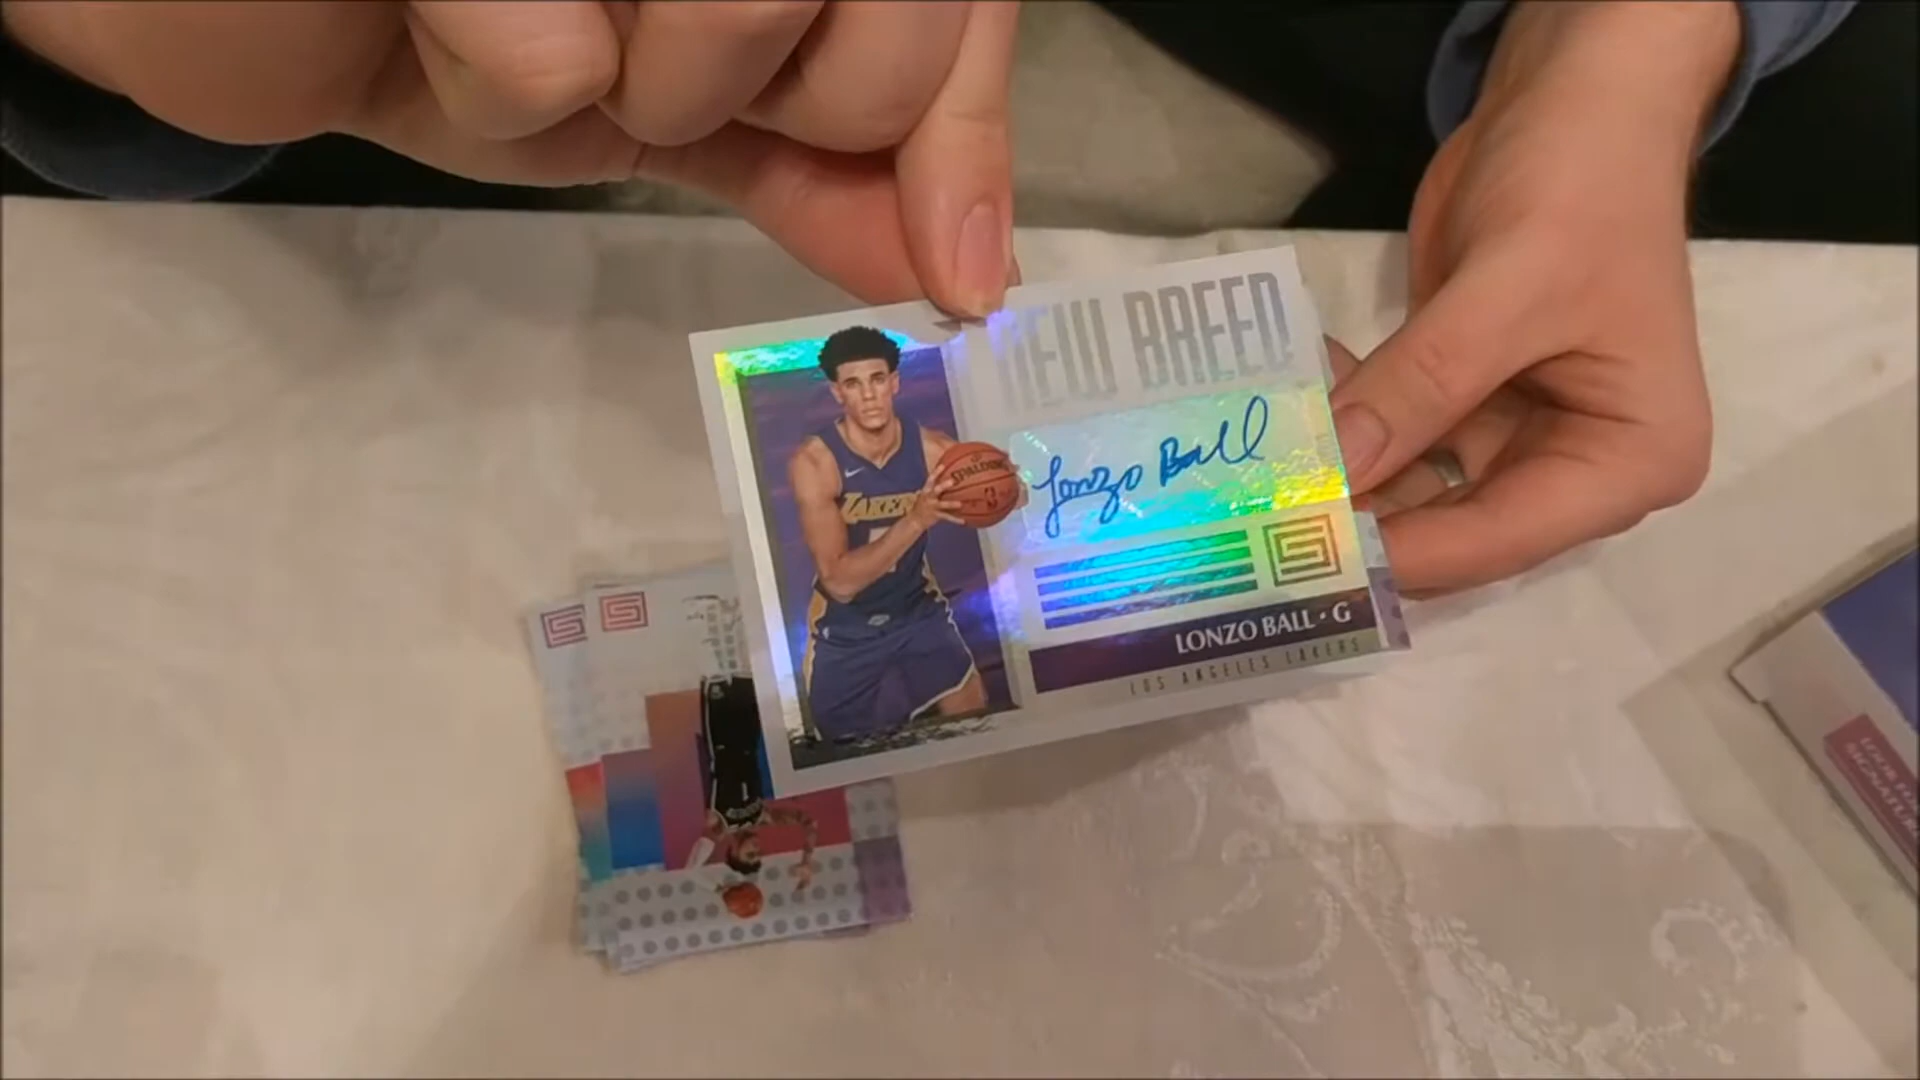 NEW BREED
SPALDING
LAKERS
Lonzo Ball
LONZO BALL • G
LOS ANGELES LAKERS